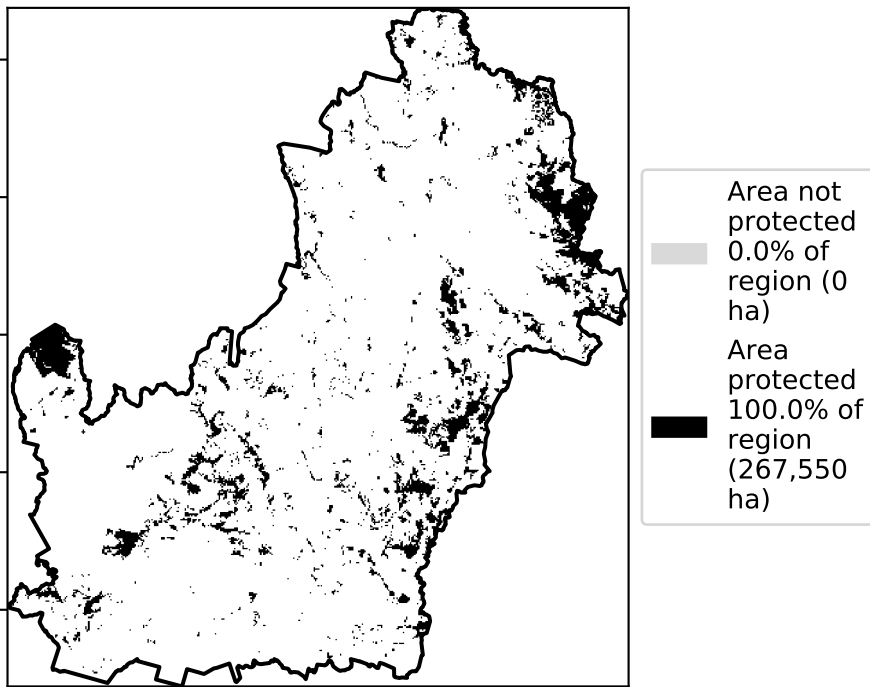 Area not
protected
0.0% of
region (0
ha)
Area
protected
100.0% of
region
(267,550
ha)